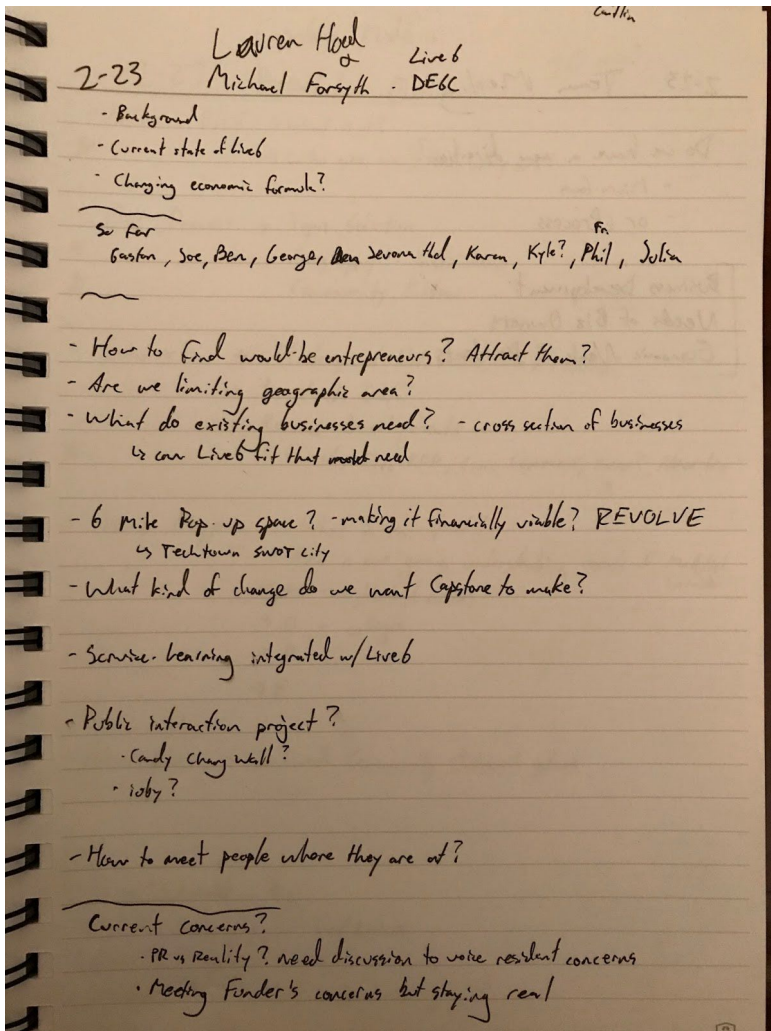 Caitlin
Lauren Hood
&
Live6
2-23 Michael Forsyth - DEGC
- Background
- Current state of Live6
- Changing economic formula?
So Far
Gaston, Joe, Ben, George, Devona Hol, Karen, Kyle?, Phil, Julia
- How to find would-be entrepreneurs? Attract them?
- Are we limiting geographic area?
- What do existing businesses need? - cross section of businesses
↳ can Live6 fit that need
- 6 Mile Pop-up space? - making it financially viable? REVOLVE
↳ Techtown SWOT City
- What kind of change do we want Capstone to make?
- Service-Learning integrated w/ Live6
- Public interaction project?
· Candy Chang Wall?
· ioby?
- How to meet people where they are at?
Current concerns?
· PR vs Reality? need discussion to voice resident concerns
· Meeting Funder's concerns but staying real